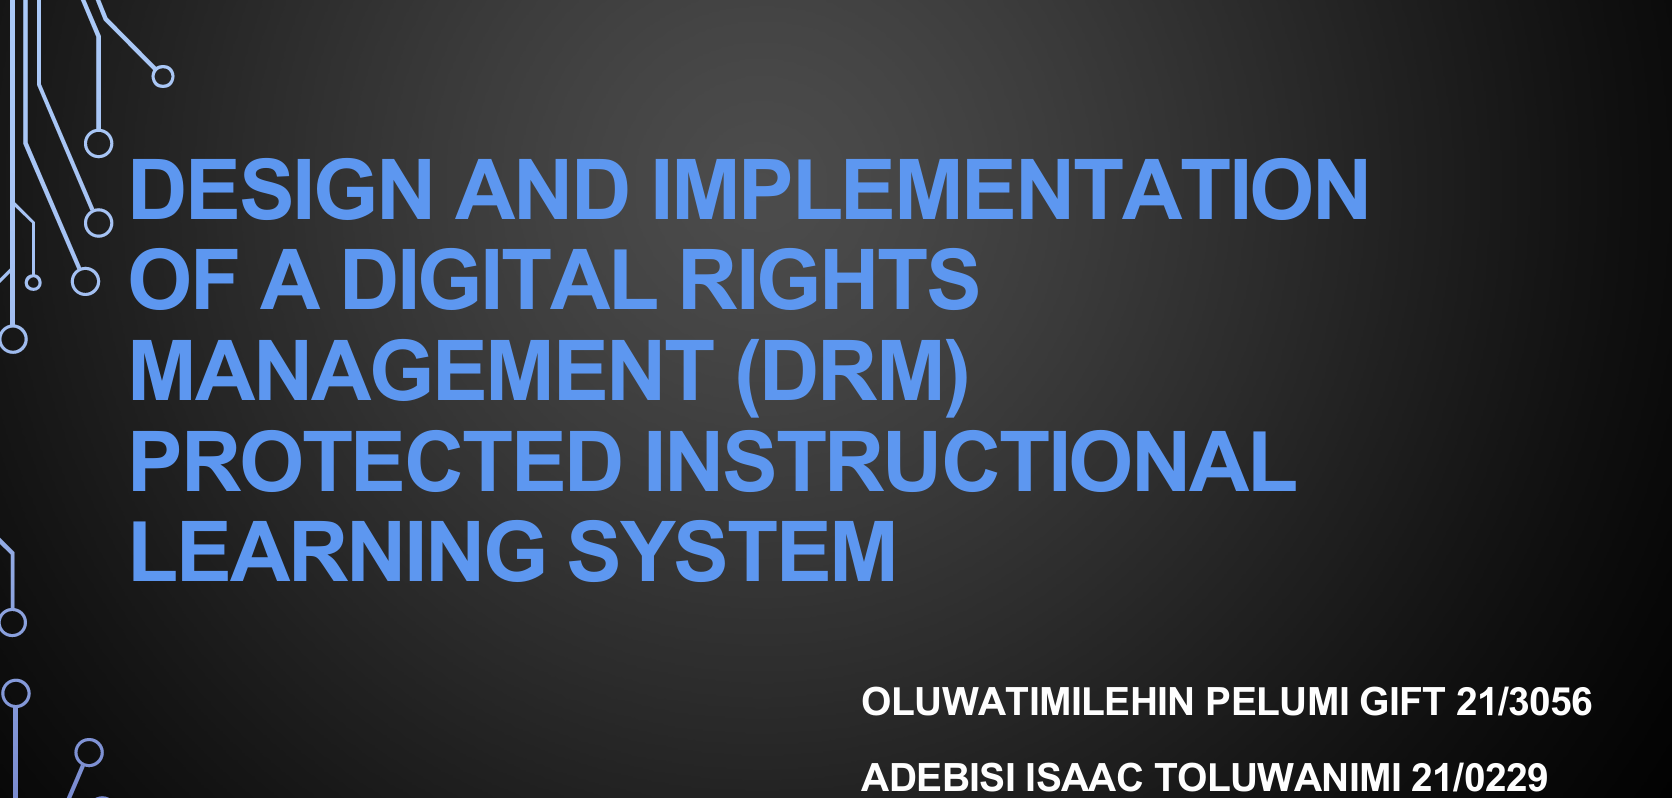 DESIGN AND IMPLEMENTATION
OF A DIGITAL RIGHTS
MANAGEMENT (DRM)
PROTECTED INSTRUCTIONAL
LEARNING SYSTEM
OLUWATIMILEHIN PELUMI GIFT 21/3056
ADEBISI ISAAC TOLUWANIMI 21/0229